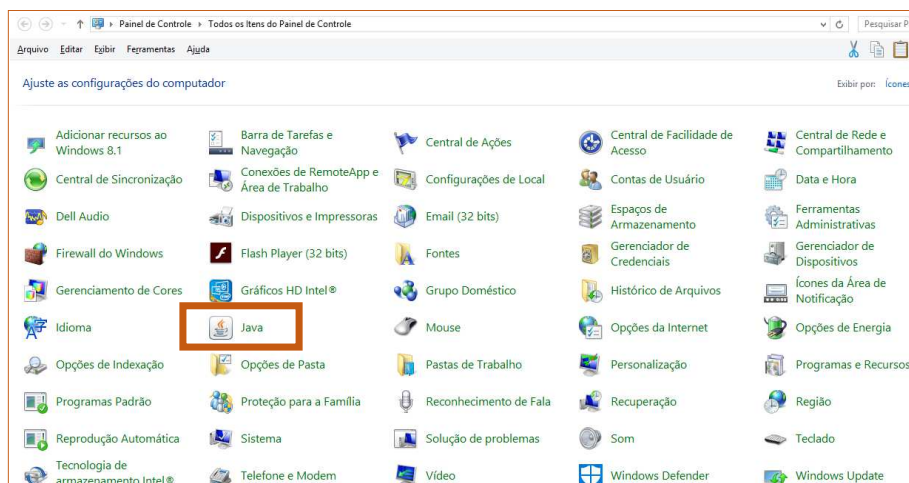 Painel de Controle ▸ Todos os Itens do Painel de Controle
Pesquisar P
Arquivo Editar Exibir Ferramentas Ajuda
Ajuste as configurações do computador
Exibir por: Ícones
Adicionar recursos ao
Windows 8.1
Barra de Tarefas e
Navegação
Central de Ações
Central de Facilidade de
Acesso
Central de Rede e
Compartilhamento
Central de Sincronização
Conexões de RemoteApp e
Área de Trabalho
Configurações de Local
Contas de Usuário
Data e Hora
Dell Audio
Dispositivos e Impressoras
Email (32 bits)
Espaços de
Armazenamento
Ferramentas
Administrativas
Firewall do Windows
Flash Player (32 bits)
Fontes
Gerenciador de
Credenciais
Gerenciador de
Dispositivos
Gerenciamento de Cores
Gráficos HD Intel®
Grupo Doméstico
Histórico de Arquivos
Ícones da Área de
Notificação
Idioma
Java
Mouse
Opções da Internet
Opções de Energia
Opções de Indexação
Opções de Pasta
Pastas de Trabalho
Personalização
Programas e Recursos
Programas Padrão
Proteção para a Família
Reconhecimento de Fala
Recuperação
Região
Reprodução Automática
Sistema
Solução de problemas
Som
Teclado
Tecnologia de
armazenamento Intel®
Telefone e Modem
Vídeo
Windows Defender
Windows Update